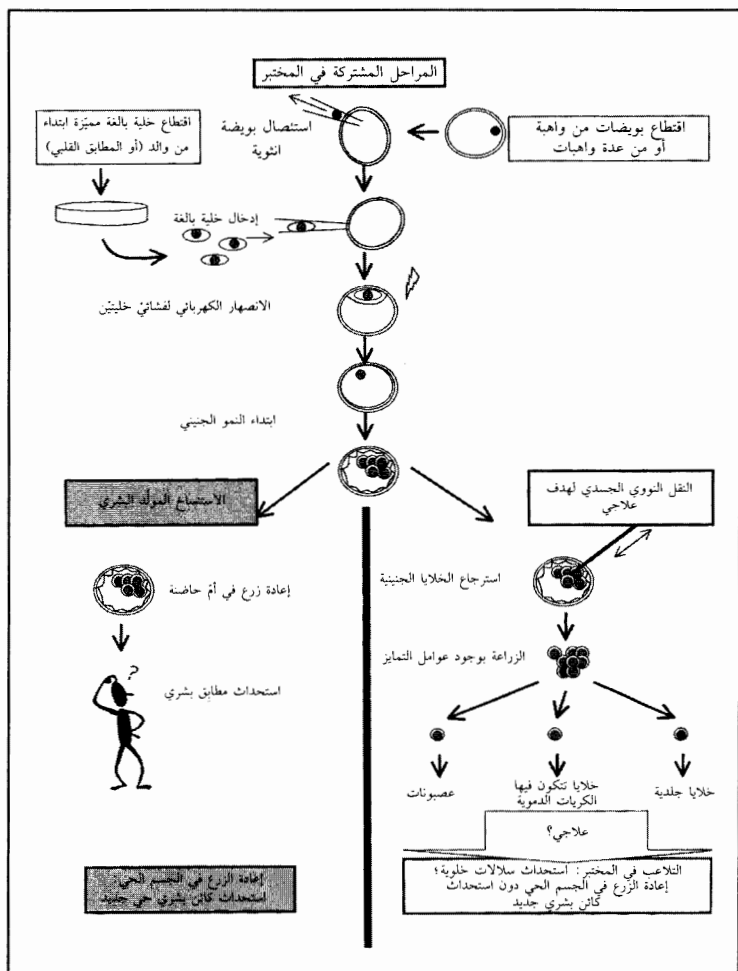 المراحل المشتركة في المختبر
اقتطاع بويضات من واهبة
أو من عدة واهبات
استئصال بويضة
انثوية
اقتطاع خلية بالغة مميّزة ابتداء
من والد (أو المطابق القلبي)
إدخال خلية بالغة
الانصهار الكهربائي لغشائيْ خليتيْن
ابتداء النمو الجنيني
النقل النووي الجسدي لهدف
علاجي
الاستنساخ المولّد البشري
استرجاع الخلايا الجنينية
إعادة زرع في أمّ حاضنة
الزراعة بوجود عوامل التمايز
?
استحداث مطابق بشري
خلايا جلدية
خلايا تتكون فيها
الكريات الدموية
عصبونات
علاجي؟
التلاعب في المختبر: استحداث سلالات خلوية؛
إعادة الزرع في الجسم الحي دون استحداث
كائن بشري جديد
إعادة الزرع في الجسم الحي:
استحداث كائن بشري حي جديد